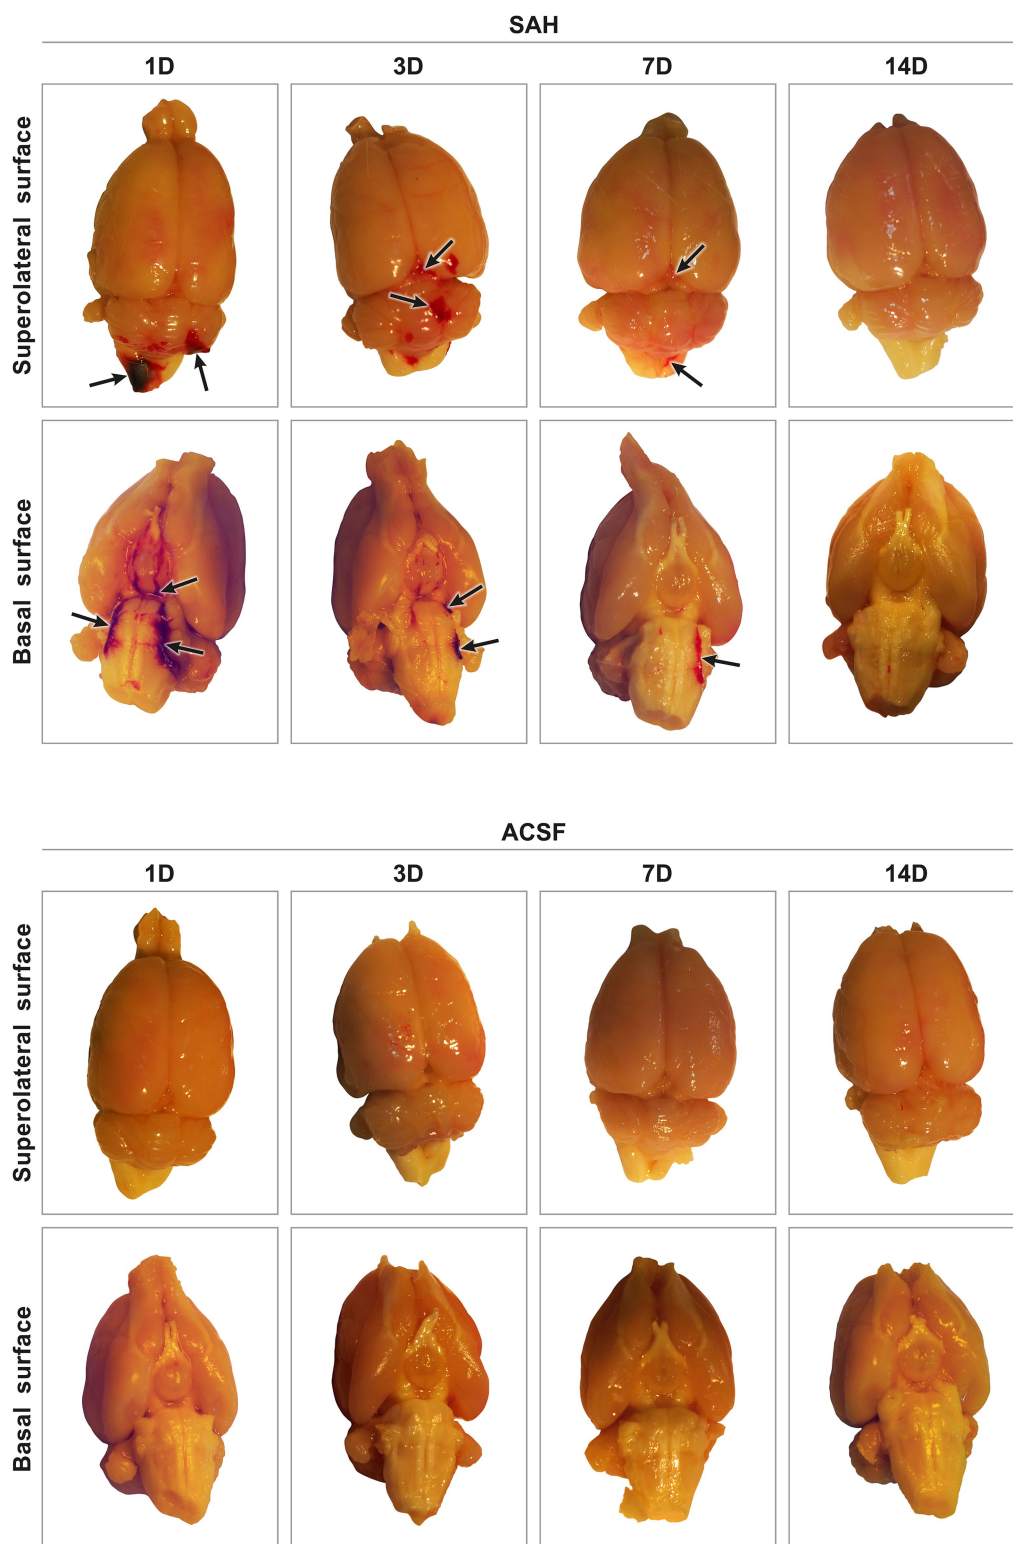 SAH
1D 3D 7D 14D
Superolateral surface
Basal surface
ACSF
1D 3D 7D 14D
Superolateral surface
Basal surface